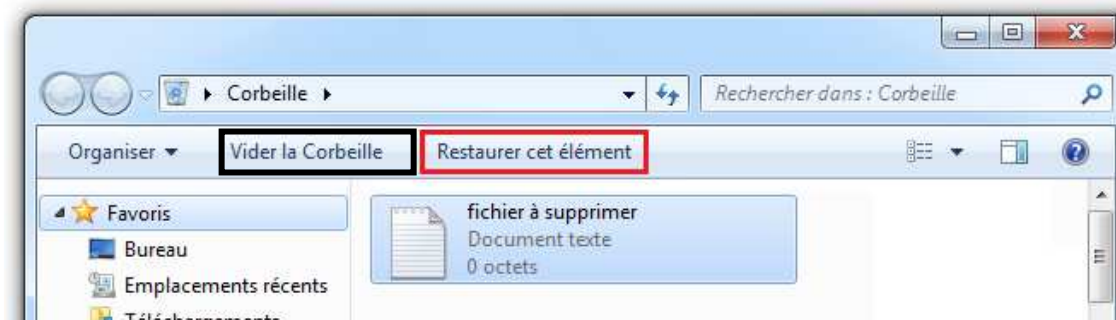 Corbeille
Rechercher dans : Corbeille
Organiser Vider la Corbeille Restaurer cet élément
Favoris
fichier à supprimer
Document texte
0 octets
Bureau
Emplacements récents
Téléchargements